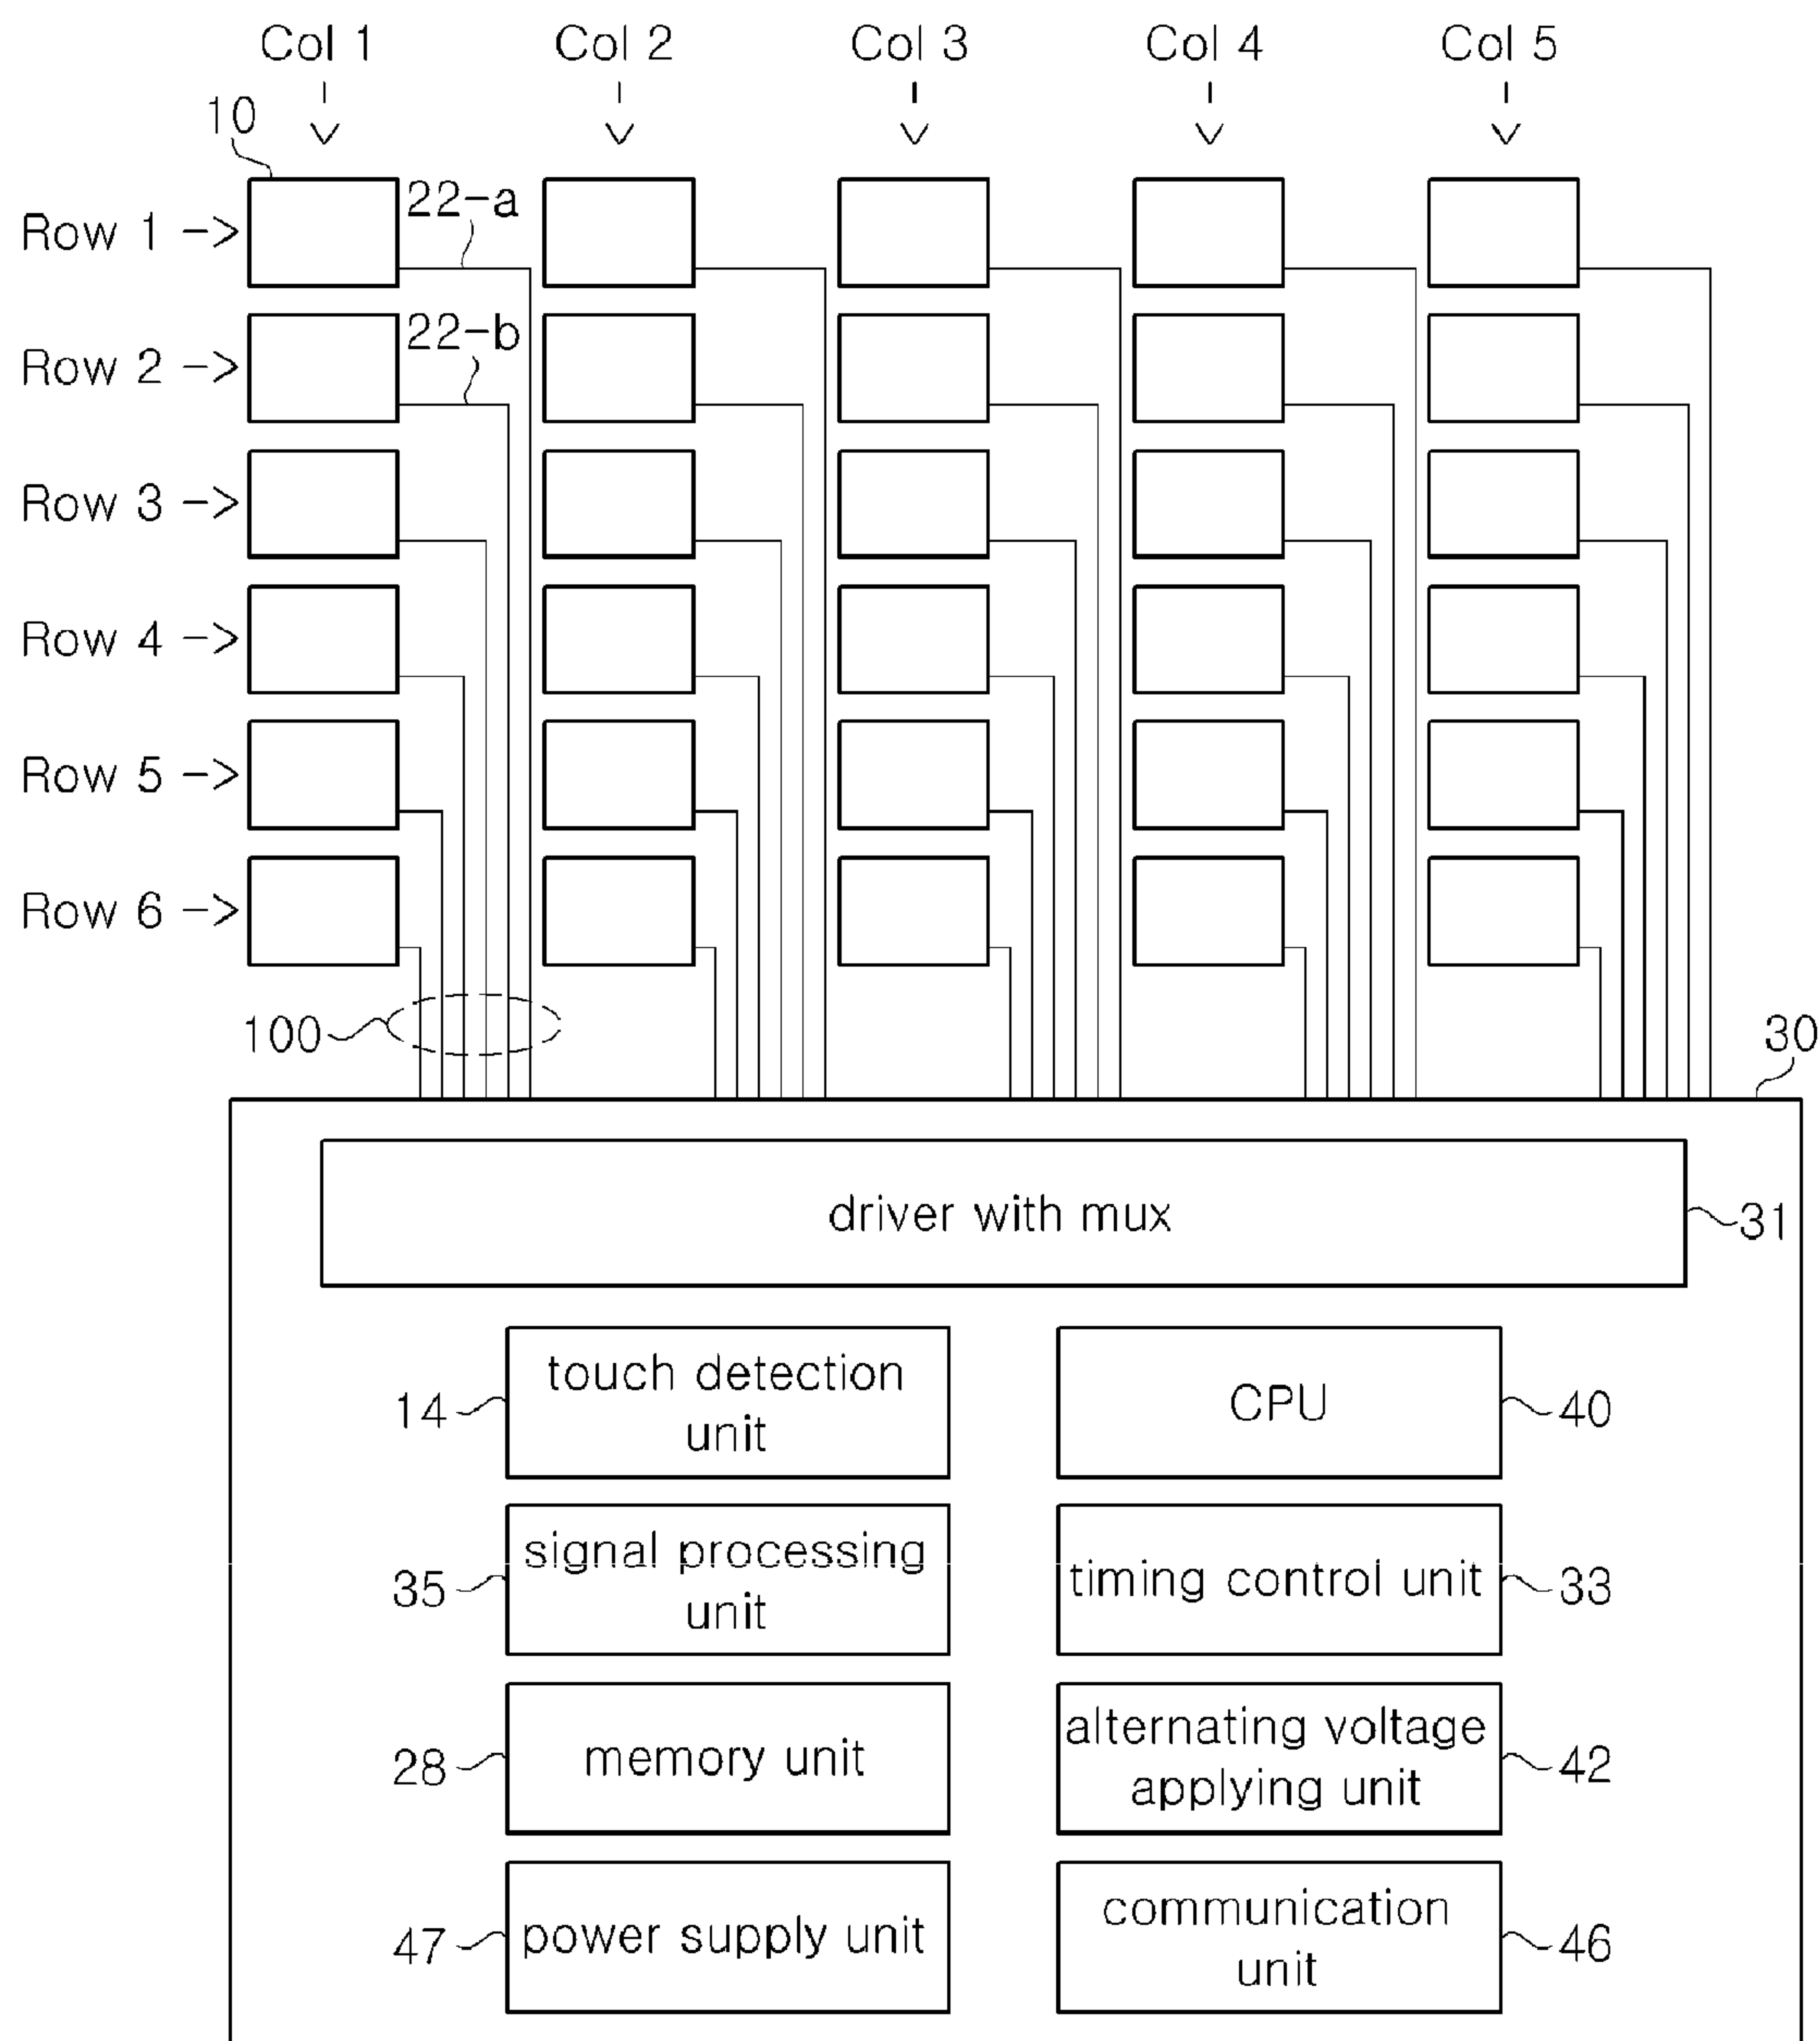 Col 1 Col 2 Col 3 Col 4 Col 5
10
22-a
Row 1 ->
22-b
Row 2 ->
Row 3 ->
Row 4 ->
Row 5 ->
Row 6 ->
100
30
driver with mux
31
touch detection
unit
14
CPU
40
signal processing
unit
35
timing control unit
33
memory unit
28
alternating voltage
applying unit
42
power supply unit
47
communication
unit
46